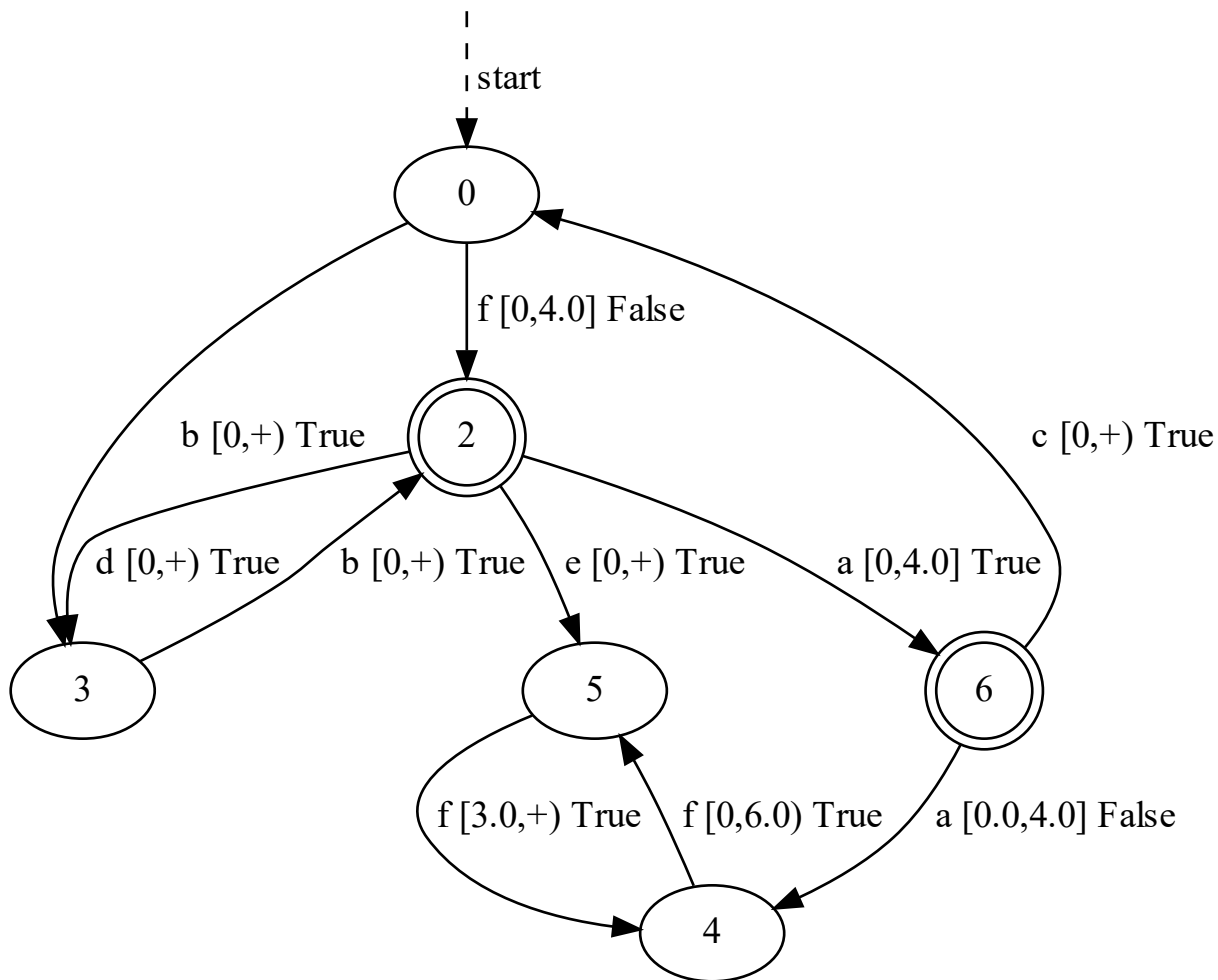 start
0
f [0,4.0] False
b [0,+) True
2
c [0,+) True
d [0,+) True
b [0,+) True
e [0,+) True
a [0,4.0] True
3
5
6
f [3.0,+) True
f [0,6.0) True
a [0.0,4.0] False
4